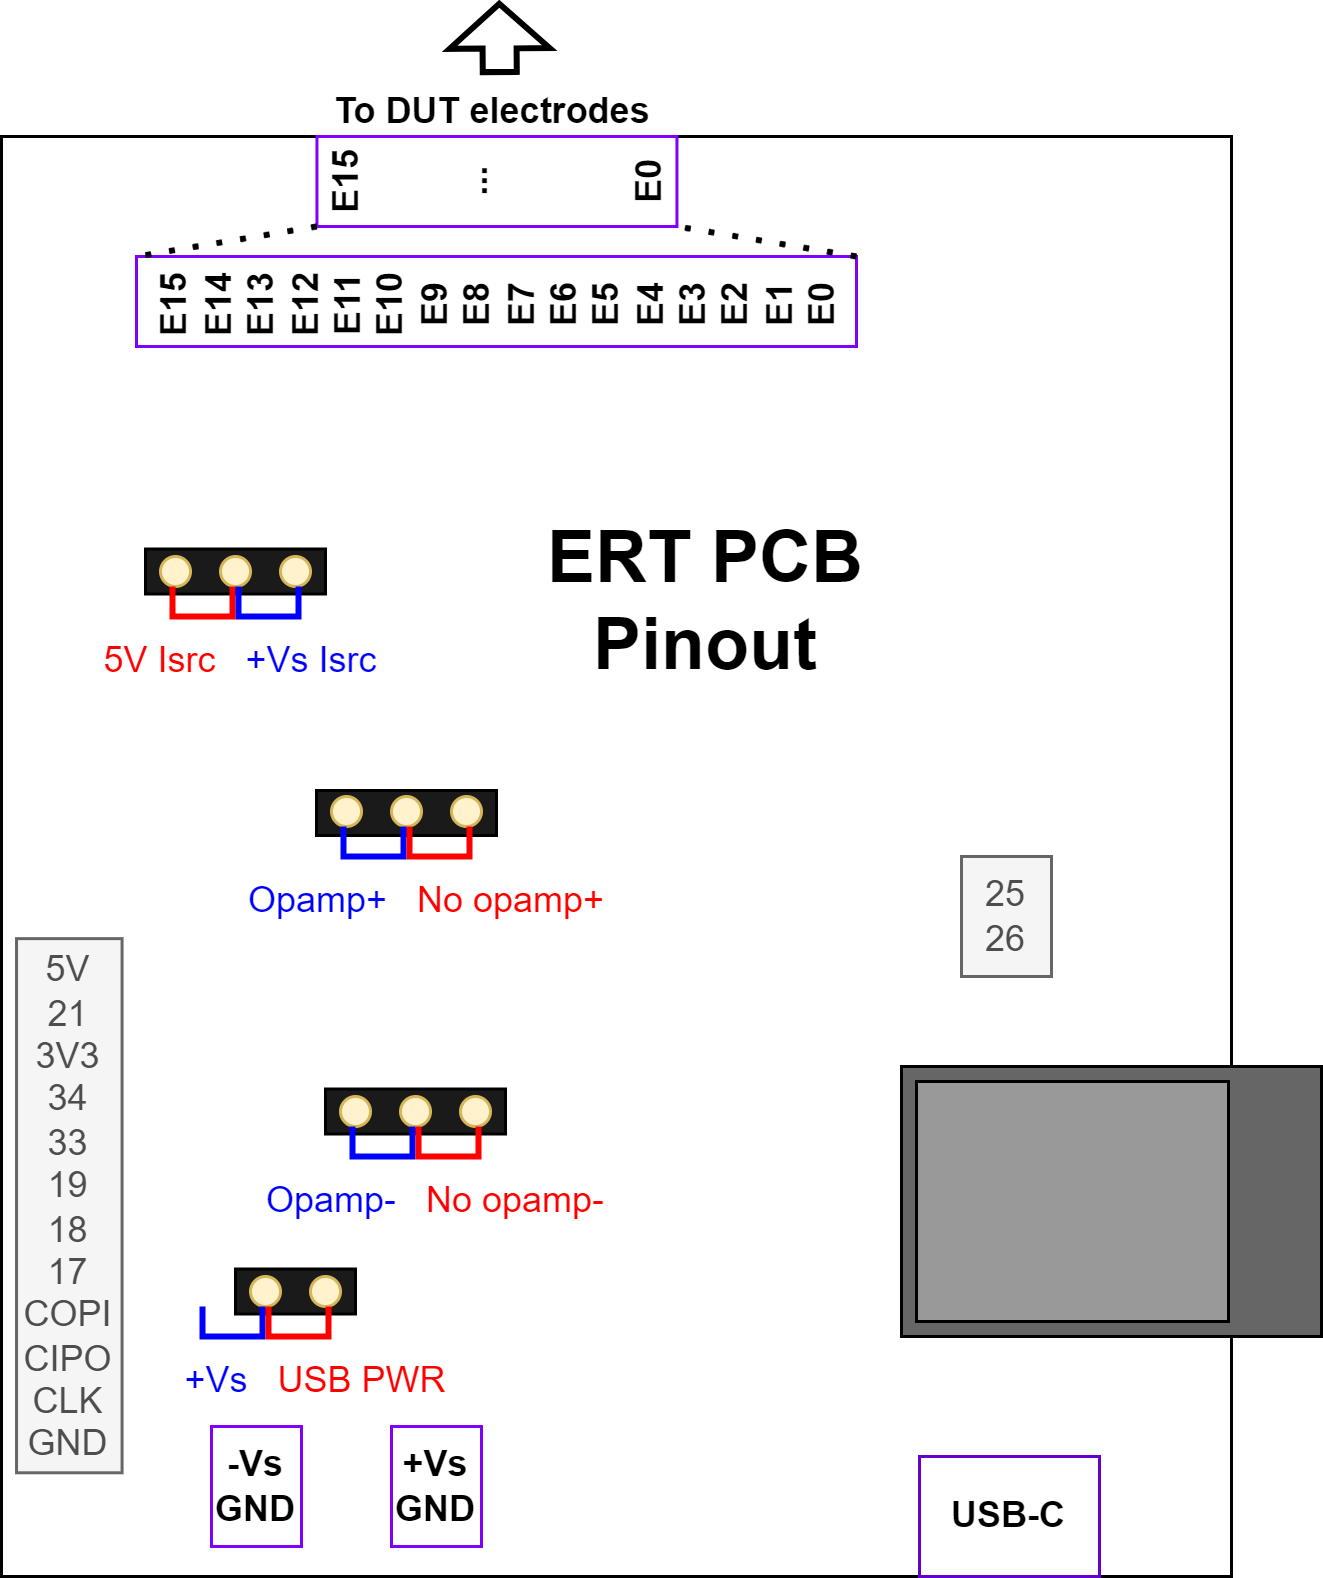 To DUT electrodes
E15 ... E0
E15 E14 E13 E12 E11 E10 E9 E8 E7 E6 E5 E4 E3 E2 E1 E0
ERT PCB
Pinout
5V Isrc +Vs Isrc
Opamp+ No opamp+
25
26
5V
21
3V3
34
33
19
18
17
COPI
CIPO
CLK
GND
Opamp- No opamp-
+Vs USB PWR
-Vs
GND
+Vs
GND
USB-C